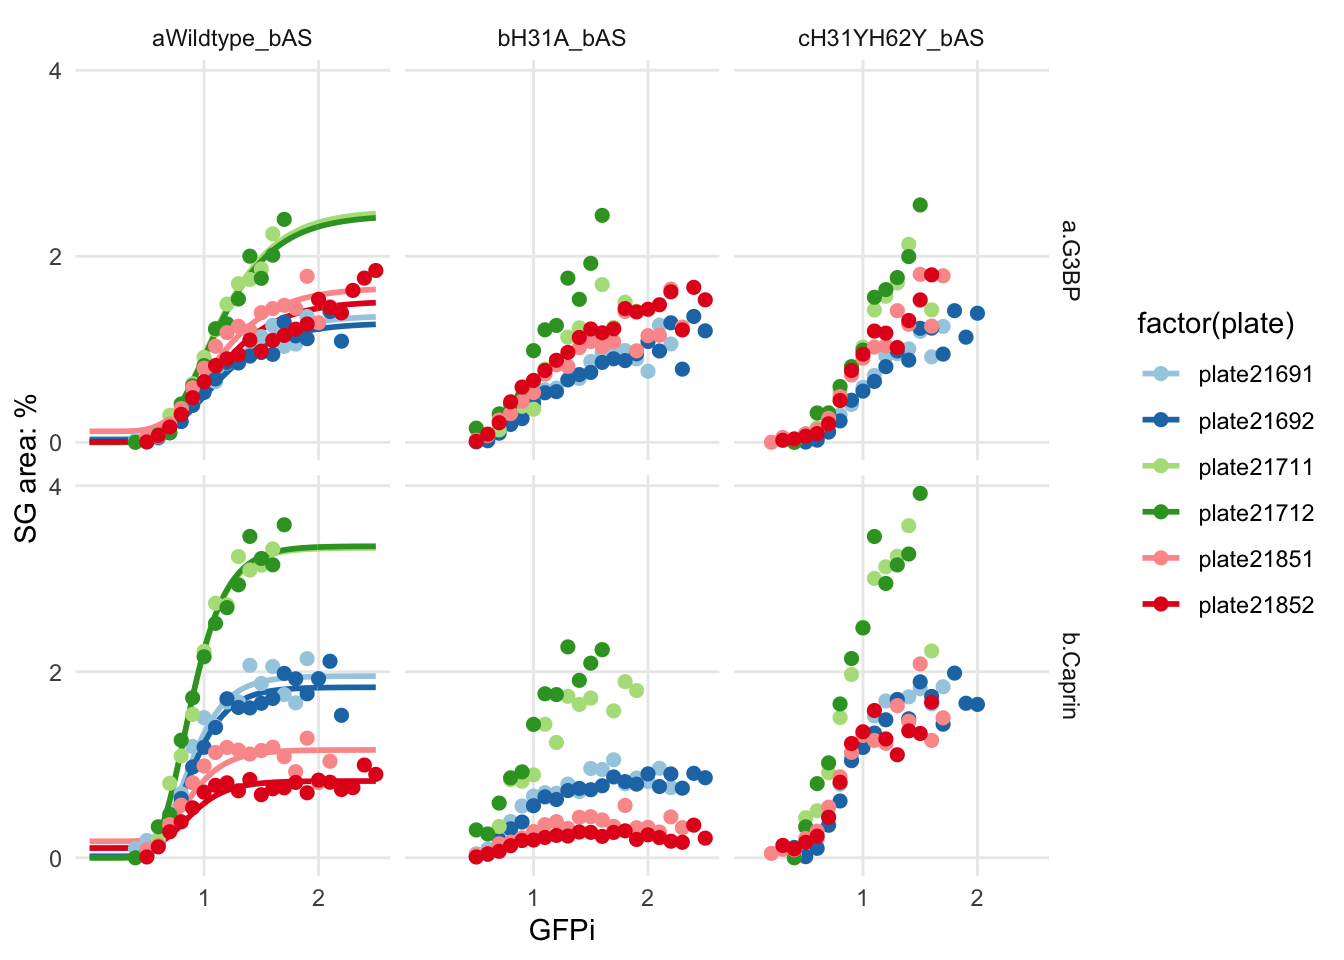 aWildtype_bAS
bH31A_bAS
cH31YH62Y_bAS
4
2
0
a.G3BP
4
2
0
b.Caprin
SG area: %
1
2
1
2
1
2
GFPi
factor(plate)
plate21691
plate21692
plate21711
plate21712
plate21851
plate21852